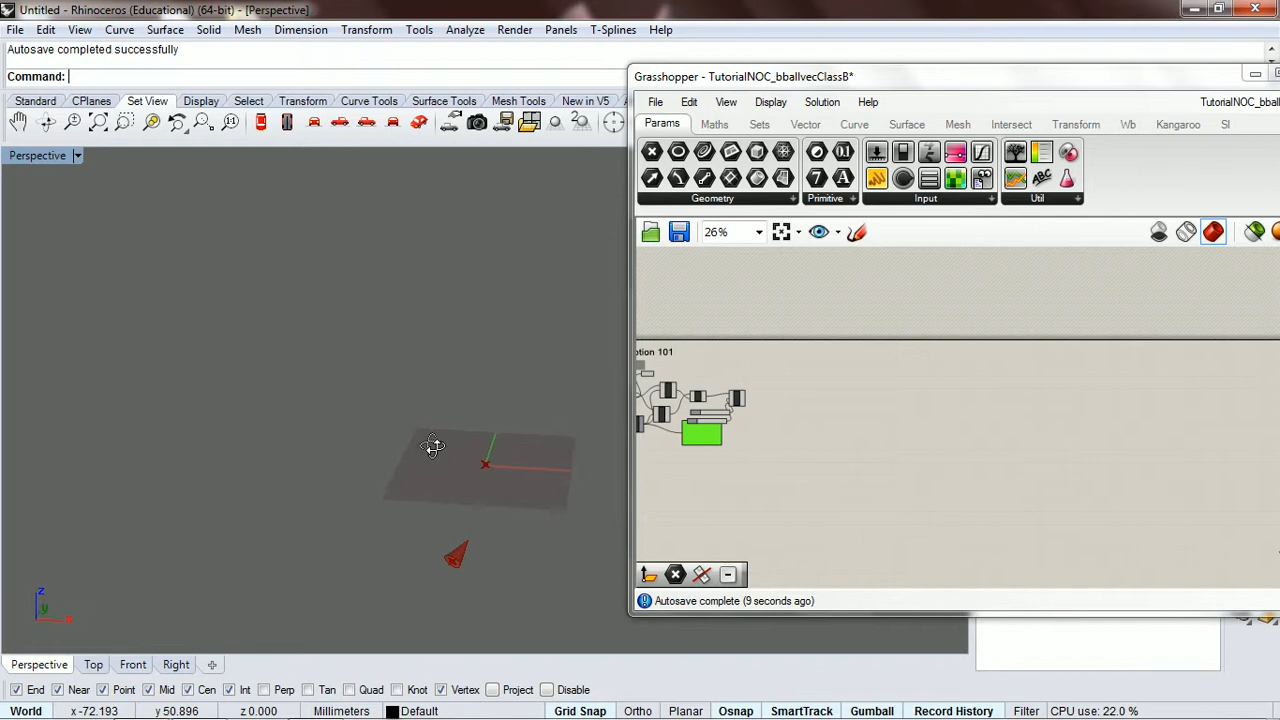 Untitled - Rhinoceros (Educational) (64-bit) - [Perspective]
File Edit View Curve Surface Solid Mesh Dimension Transform Tools Analyze Render Panels T-Splines Help
Autosave completed successfully
Command:
Standard CPlanes Set View Display Select Transform Curve Tools Surface Tools Mesh Tools New in V5
Perspective
Grasshopper - TutorialNOC_bballvecClassB*
File Edit View Display Solution Help TutorialNOC_bbal
Params Maths Sets Vector Curve Surface Mesh Intersect Transform Wb Kangaroo
Geometry Primitive Input Util
26%
otion 101
Autosave complete (9 seconds ago)
z
y
x
Perspective Top Front Right
End Near Point Mid Cen Int Perp Tan Quad Knot Vertex Project Disable
World x -72.193 y 50.896 z 0.000 Millimeters Default Grid Snap Ortho Planar Osnap SmartTrack Gumball Record History Filter CPU use: 22.0 %